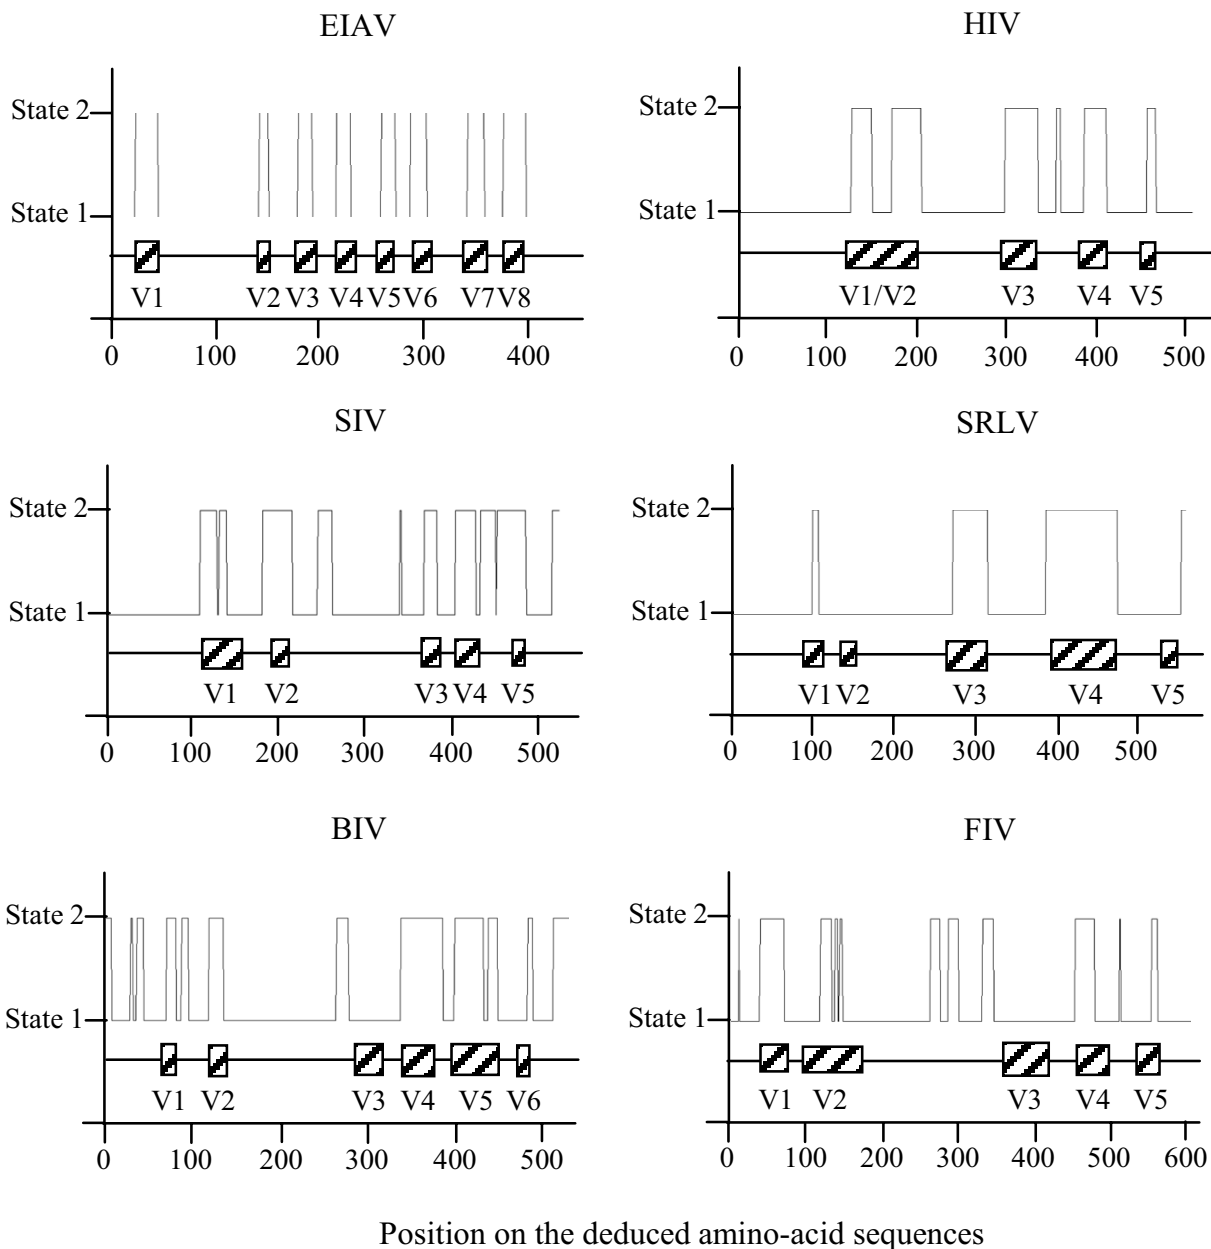 EIAV
State 2
State 1
V1 V2 V3 V4 V5 V6 V7 V8
0 100 200 300 400
HIV
State 2
State 1
V1/V2 V3 V4 V5
0 100 200 300 400 500
SIV
State 2
State 1
V1 V2 V3 V4 V5
0 100 200 300 400 500
SRLV
State 2
State 1
V1 V2 V3 V4 V5
0 100 200 300 400 500
BIV
State 2
State 1
V1 V2 V3 V4 V5 V6
0 100 200 300 400 500
FIV
State 2
State 1
V1 V2 V3 V4 V5
0 100 200 300 400 500 600
Position on the deduced amino-acid sequences